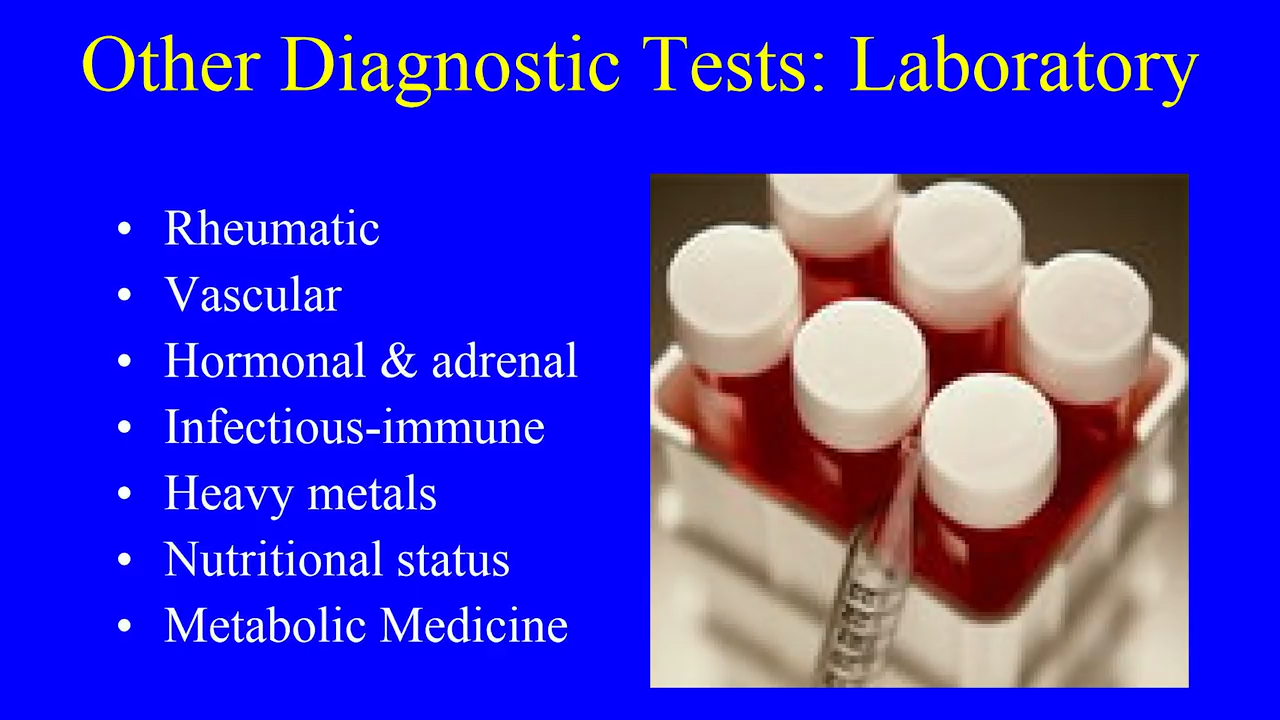 Other Diagnostic Tests: Laboratory
• Rheumatic
• Vascular
• Hormonal & adrenal
• Infectious-immune
• Heavy metals
• Nutritional status
• Metabolic Medicine